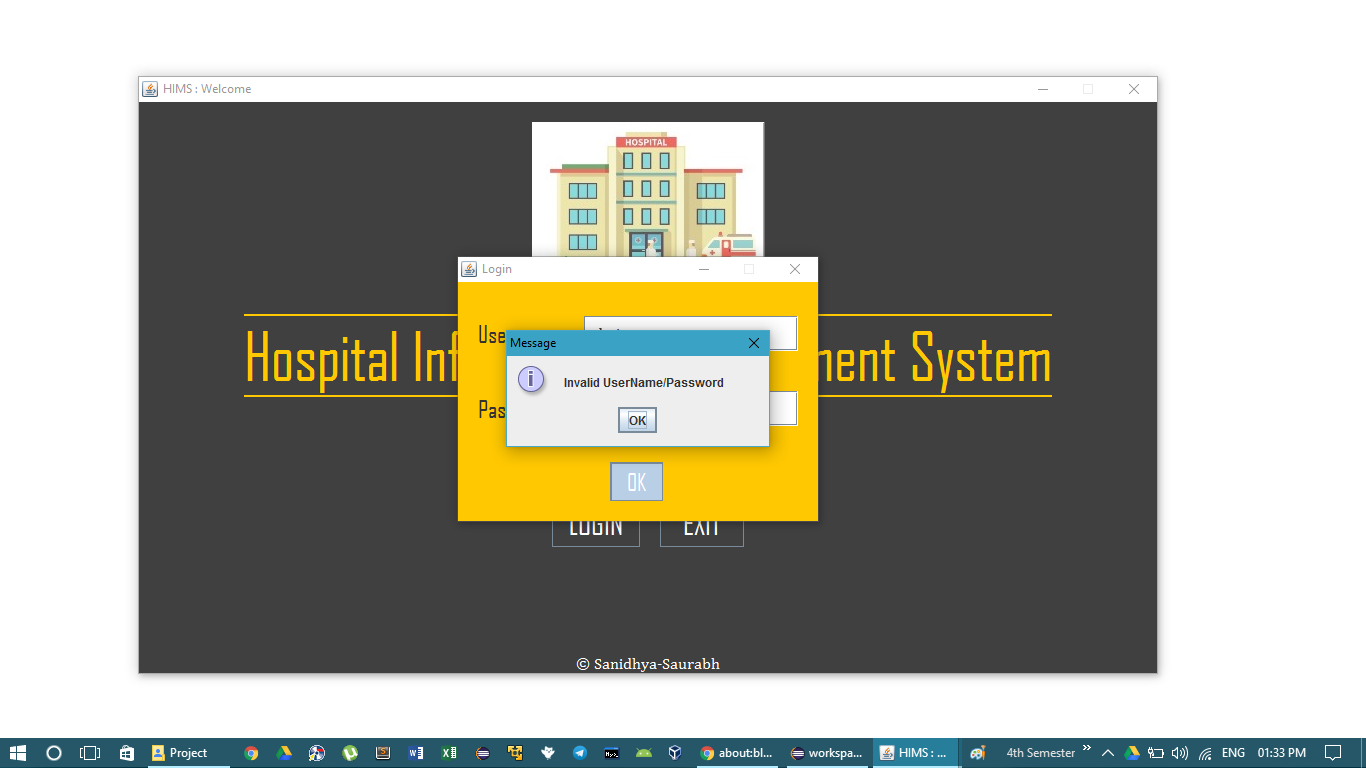 HIMS : Welcome
HOSPITAL
Login
Hospital Inf
ment System
Use
Message
Invalid UserName/Password
OK
Pas
OK
LOGIN
EXIT
© Sanidhya-Saurabh
Project
about:bl...
workspa...
HIMS : ...
4th Semester
ENG
01:33 PM